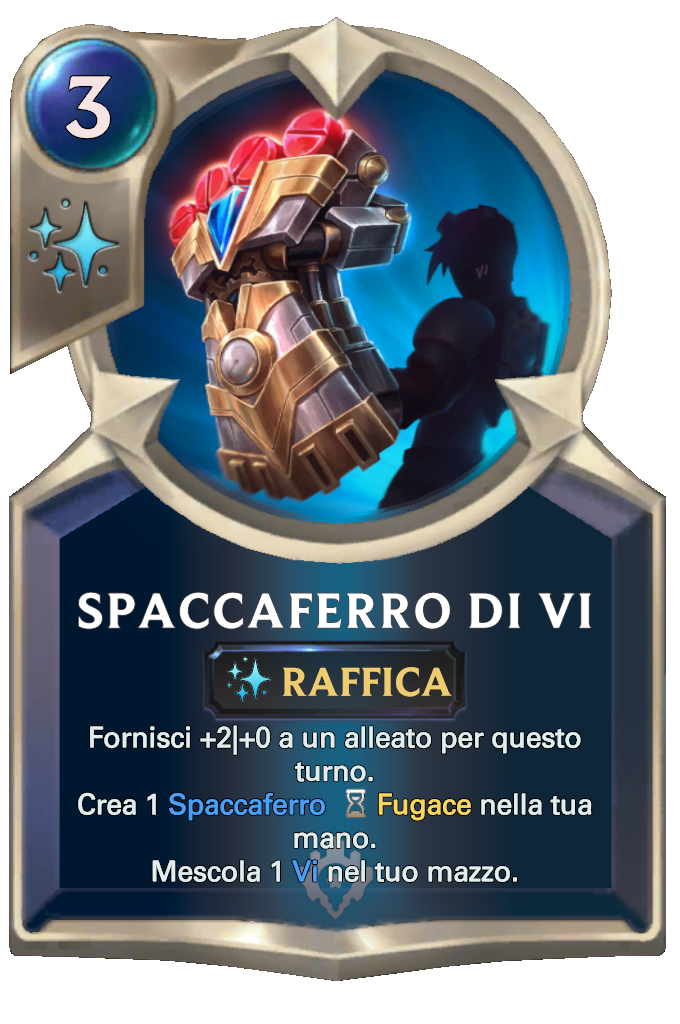 3
SPACCAFERRO DI VI
RAFFICA
Fornisci +2|+0 a un alleato per questo
turno.
Crea 1 Spaccaferro Fugace nella tua
mano.
Mescola 1 Vi nel tuo mazzo.